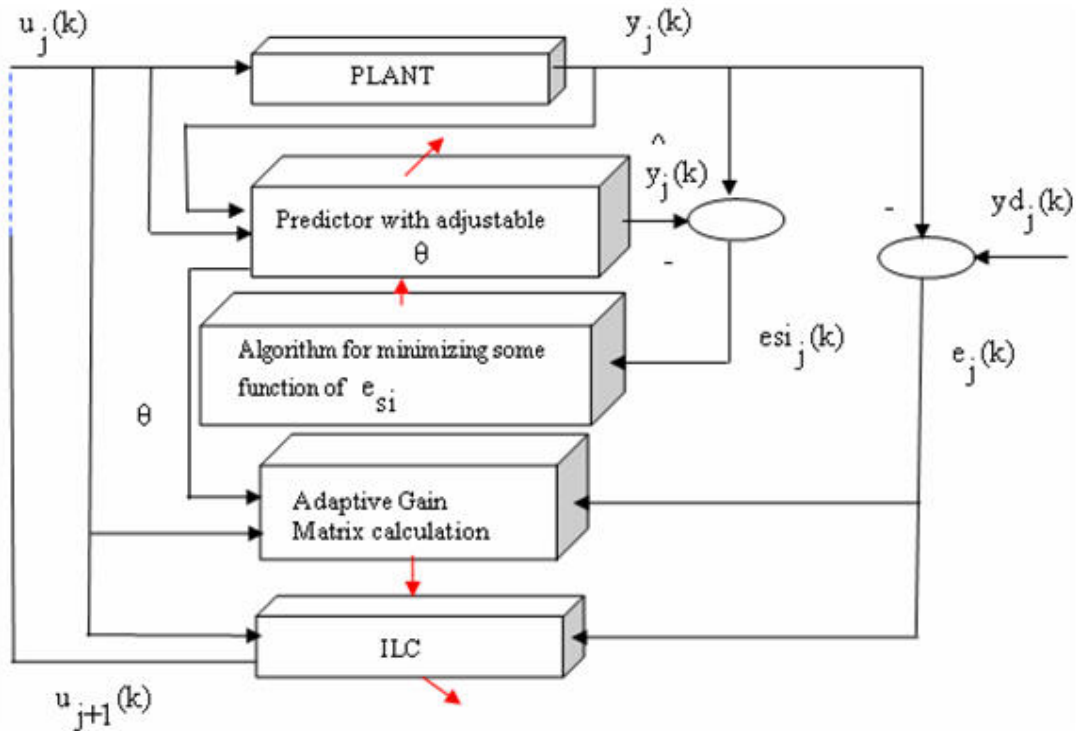 u_j(k)
y_j(k)
PLANT
^
y_j(k)
-
yd_j(k)
Predictor with adjustable
θ
-
Algorithm for minimizing some
function of e_si
esi_j(k)
e_j(k)
θ
Adaptive Gain
Matrix calculation
ILC
u_j+1(k)